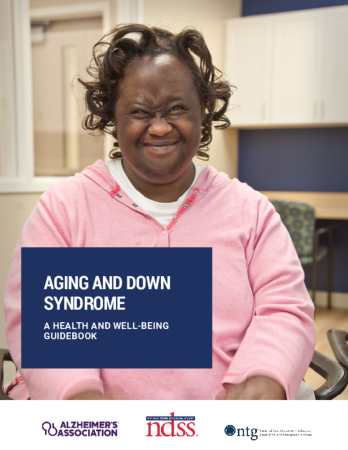 AGING AND DOWN
SYNDROME
A HEALTH AND WELL-BEING
GUIDEBOOK
ALZHEIMER'S
ASSOCIATION
ndss.
ntg